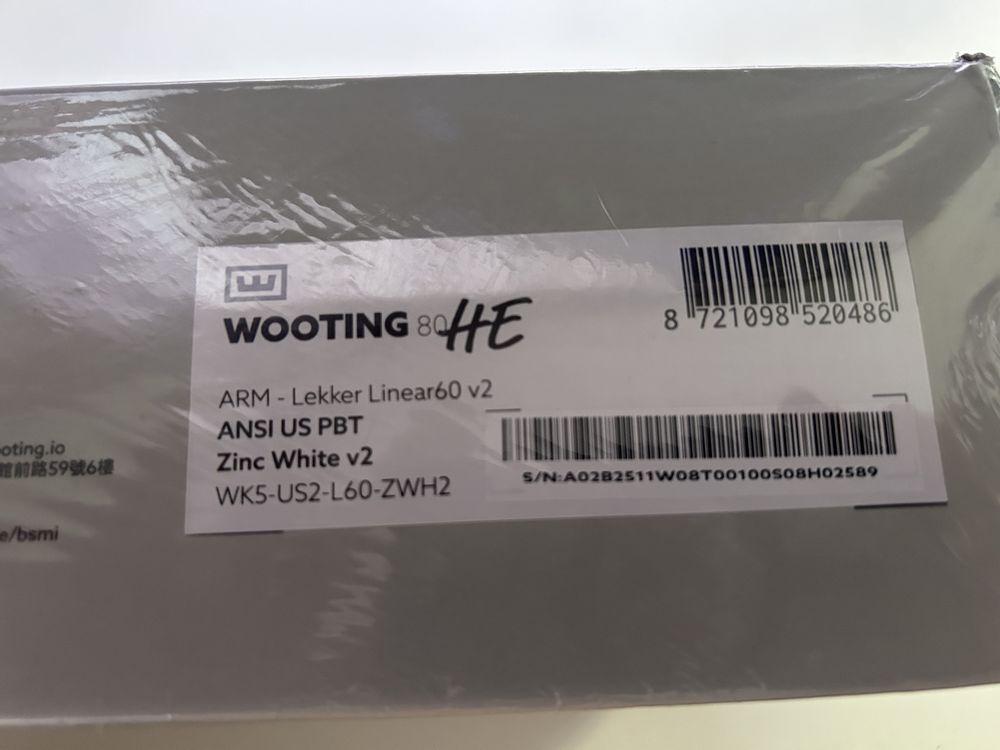 WOOTING 80HE
8 721098 520486
ARM - Lekker Linear60 v2
ANSI US PBT
Zinc White v2
WK5-US2-L60-ZWH2
S/N:A02B2511W08T00100S08H02589
ooting.io
館前路59號6樓
e/bsmi